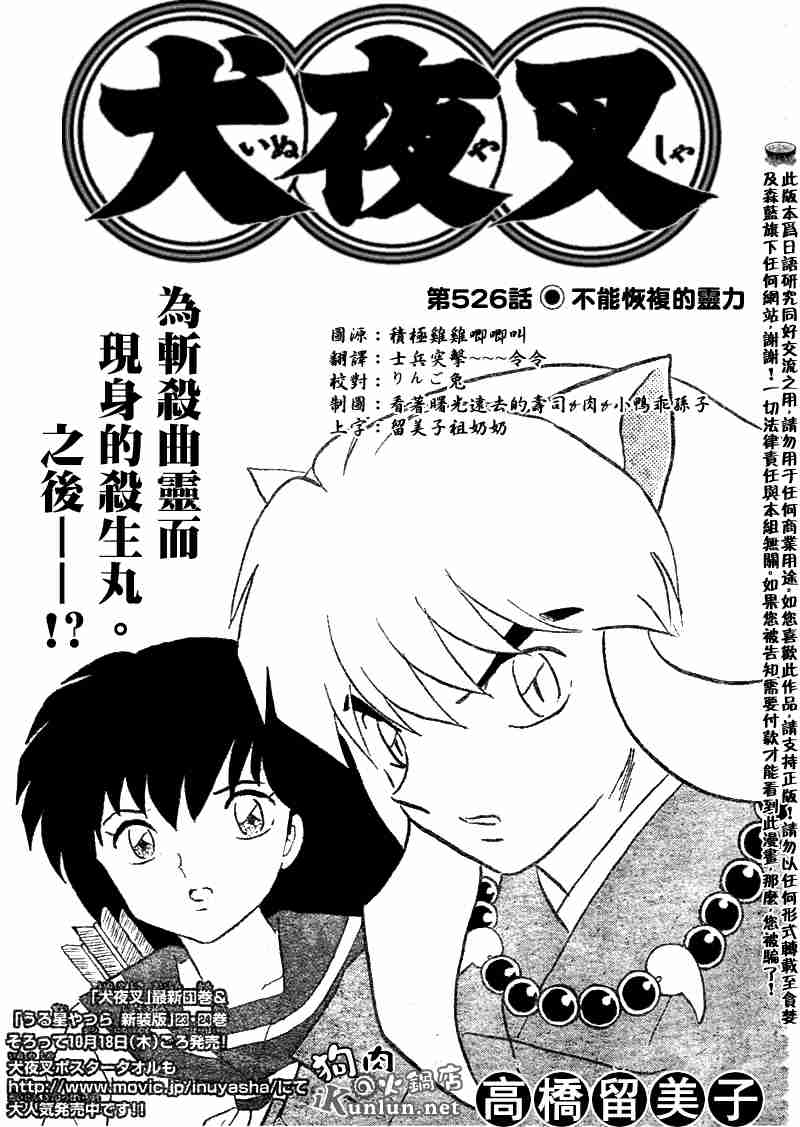 犬夜叉
いぬ や しゃ
第526話 ◉ 不能恢複的靈力
圖源：積極雞雞唧唧叫
翻譯：士兵突擊~~~令令
校對：りんご兔
制圖：看著曙光遠去的壽司&肉&小鴨乖孫子
上字：留美子祖奶奶
為斬殺曲靈而
現身的殺生丸。
之後——!?
此版本爲日語研究同好交流之用，請勿用于任何商業用途，如您喜歡此作品，請支持正版！請勿以任何形式轉載至貪婪
及森藍旗下任何網站，謝謝！一切法律責任與本組無關。如果您被告知需要付款才能看到此漫畫，那麽，您被騙了！
「犬夜叉」最新巻&
「うる星やつら 新装版」・巻
そろって10月18日(木)ごろ発売!
犬夜叉ポスタータオルも
http://www.movic.jp/inuyasha/にて
大人気発売中です!!
狗肉
火鍋店
iKunlun.net
高橋留美子